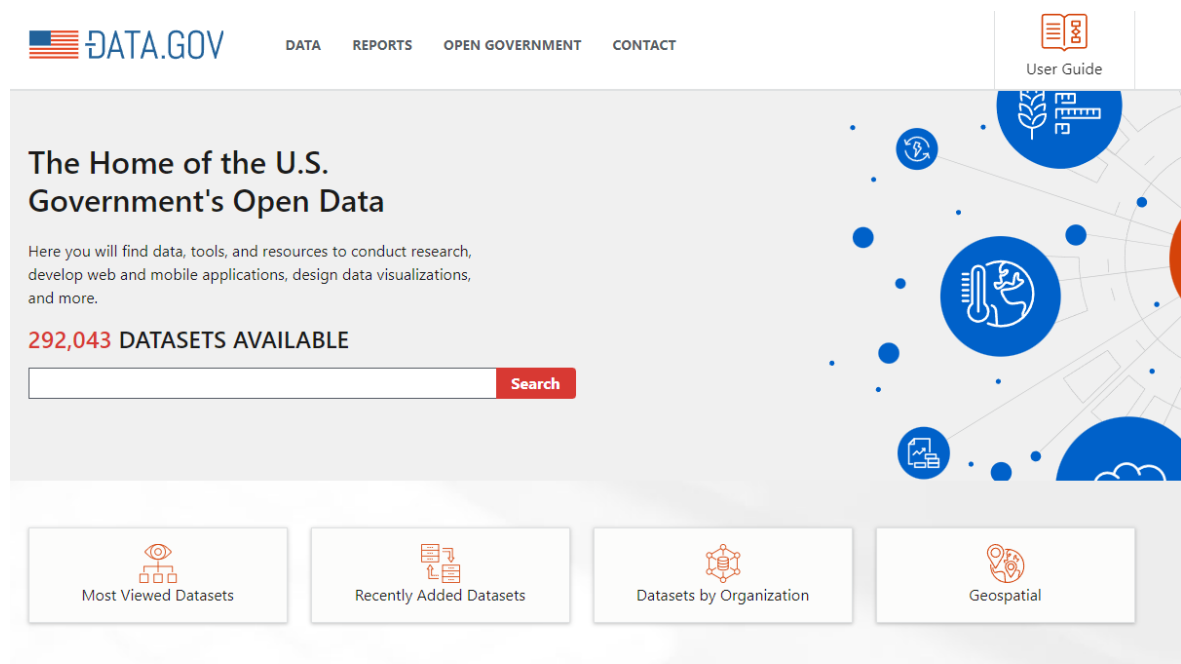 DATA.GOV
DATA REPORTS OPEN GOVERNMENT CONTACT
User Guide
The Home of the U.S.
Government's Open Data
Here you will find data, tools, and resources to conduct research,
develop web and mobile applications, design data visualizations,
and more.
292,043 DATASETS AVAILABLE
Search
Most Viewed Datasets
Recently Added Datasets
Datasets by Organization
Geospatial